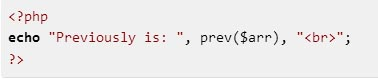 <?php
echo "Previously is: ", prev($arr), "<br>";
?>